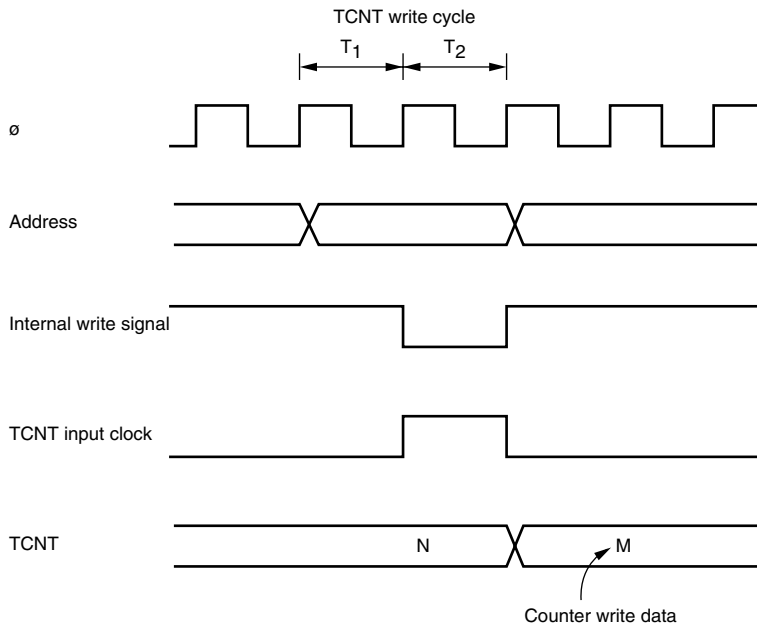 TCNT write cycle
T1 T2
ø
Address
Internal write signal
TCNT input clock
TCNT N M
Counter write data